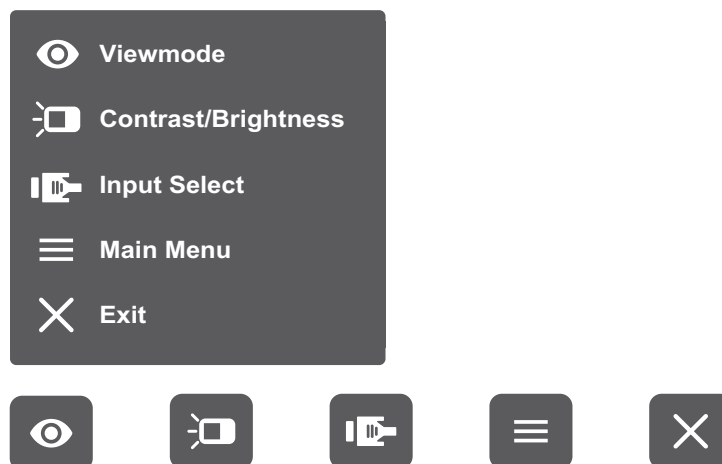 Viewmode
Contrast/Brightness
Input Select
Main Menu
Exit